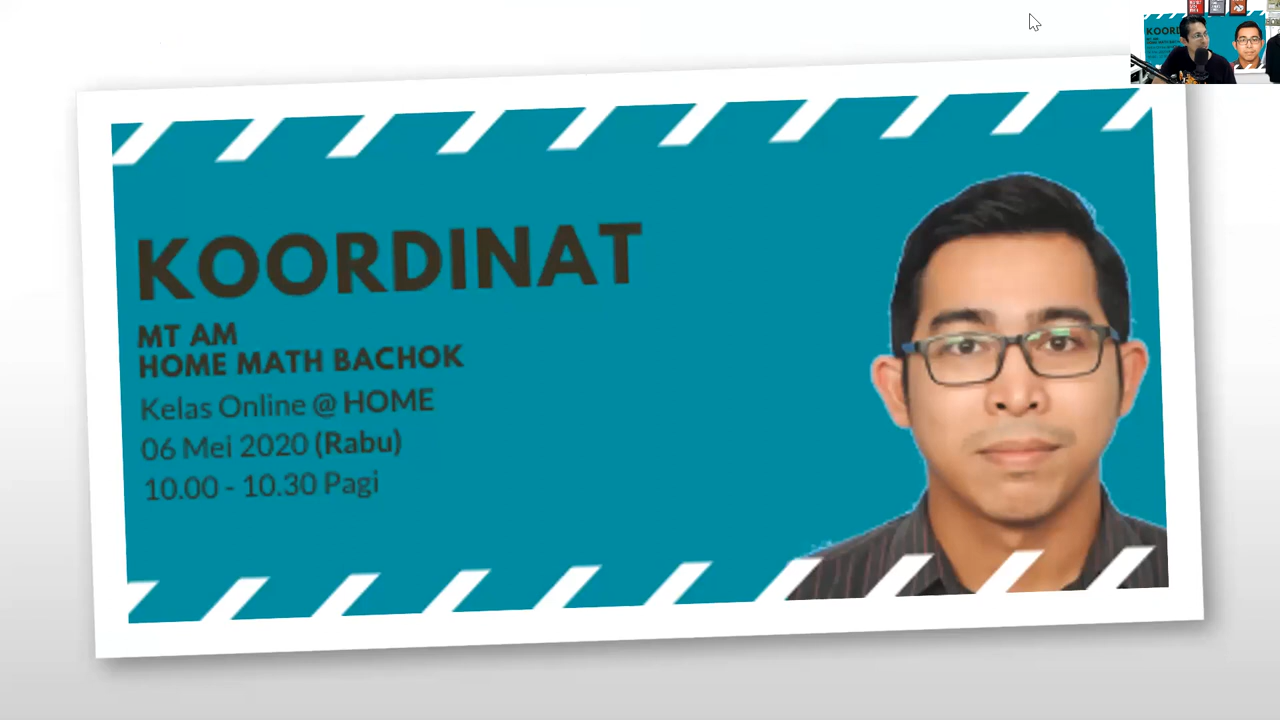 KOORDINAT
MT AM
HOME MATH BACHOK
Kelas Online @ HOME
06 Mei 2020 (Rabu)
10.00 - 10.30 Pagi